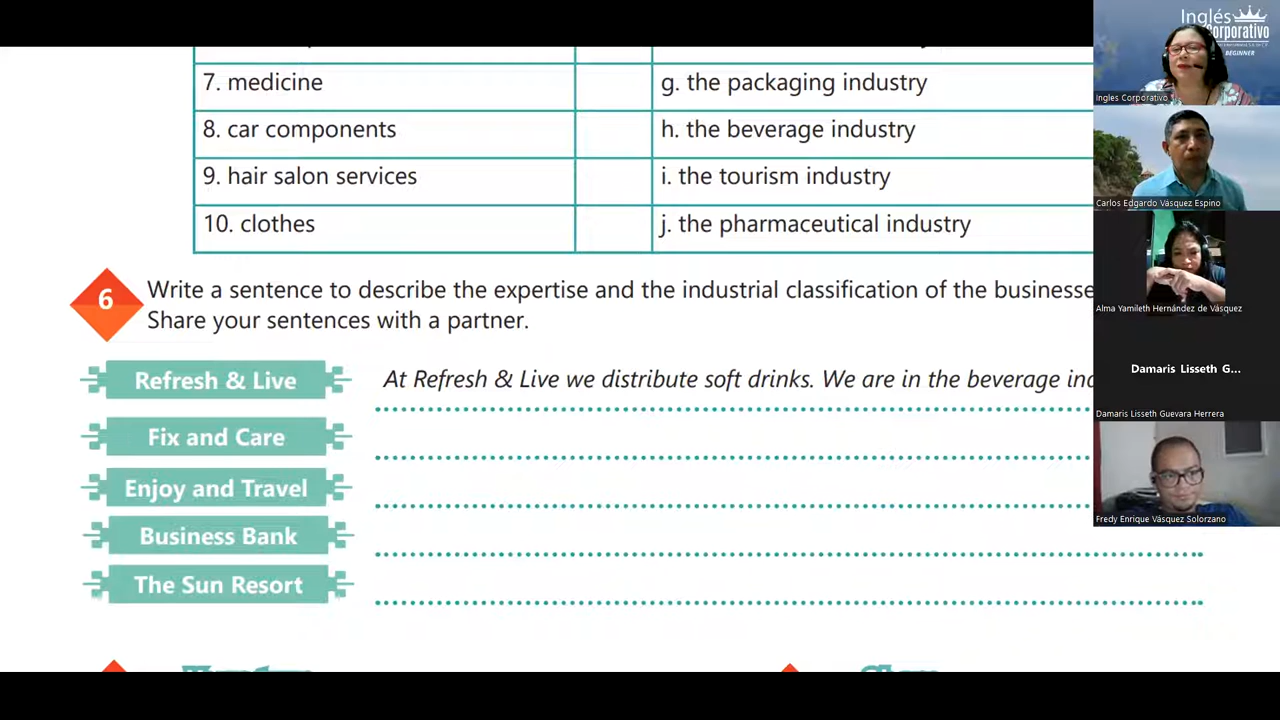 7. medicine
g. the packaging industry
8. car components
h. the beverage industry
9. hair salon services
i. the tourism industry
10. clothes
j. the pharmaceutical industry
6
Write a sentence to describe the expertise and the industrial classification of the businesse
Share your sentences with a partner.
Refresh & Live
At Refresh & Live we distribute soft drinks. We are in the beverage
Fix and Care
Enjoy and Travel
Business Bank
The Sun Resort
Inglés
Corporativo
BEGINNER
Ingles Corporativo
Carlos Edgardo Vásquez Espino
Alma Yamileth Hernández de Vásquez
Damaris Lisseth G...
Damaris Lisseth Guevara Herrera
Fredy Enrique Vásquez Solorzano